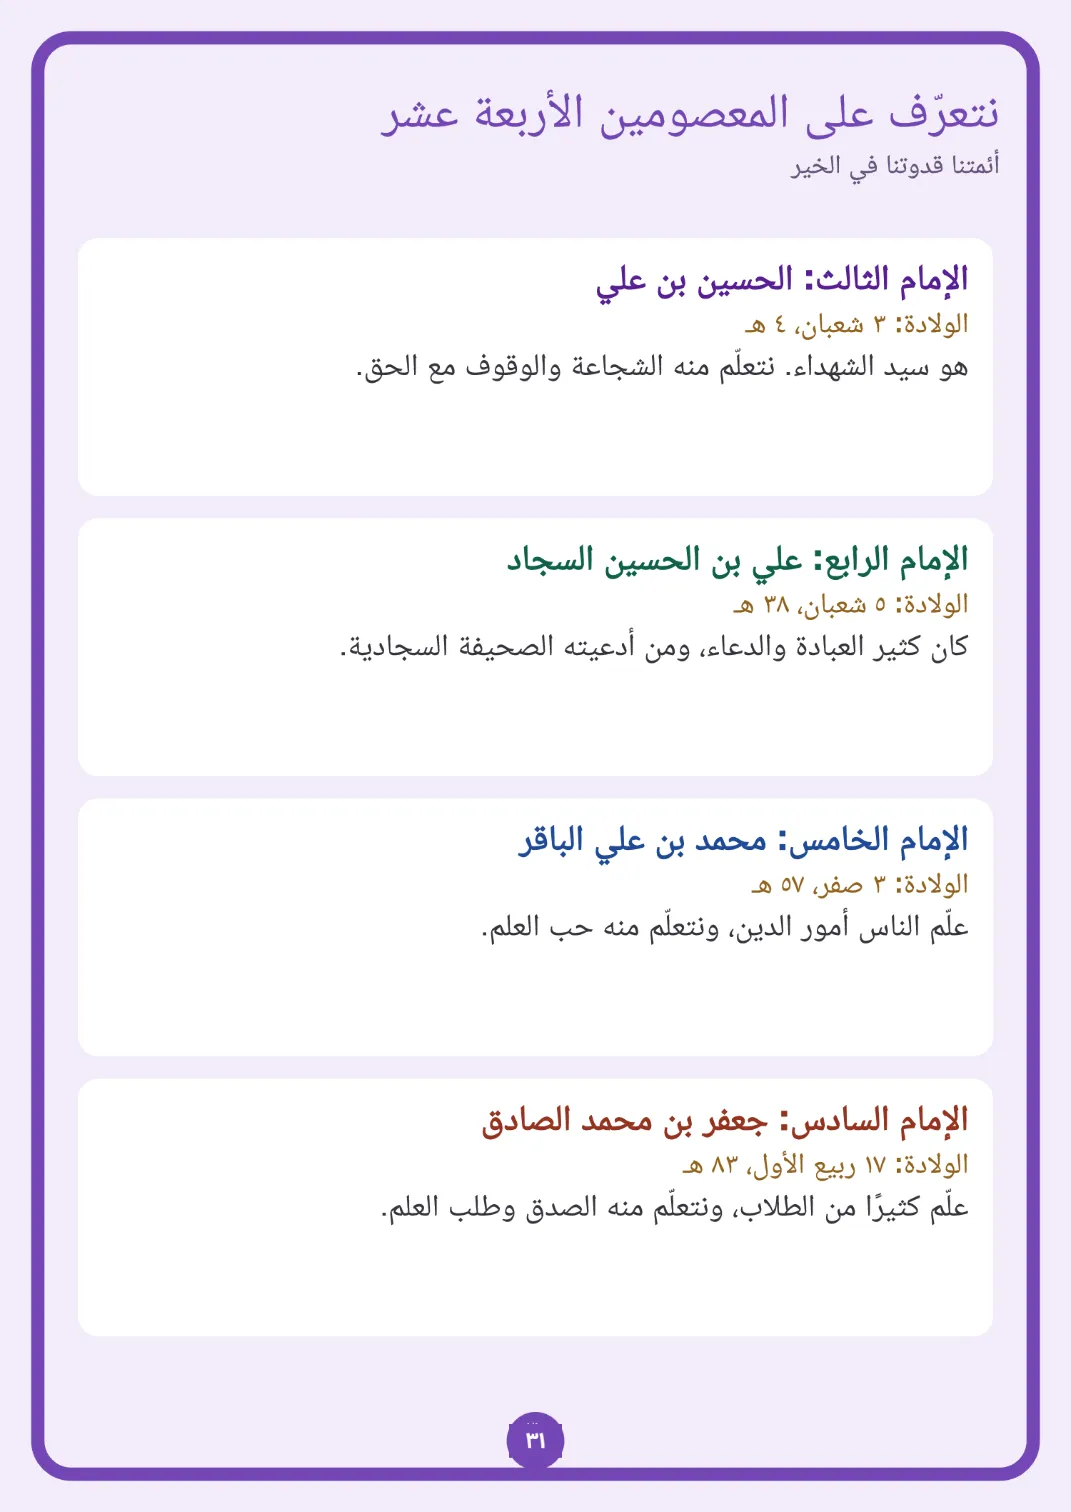 نتعرّف على المعصومين الأربعة عشر
أئمتنا قدوتنا في الخير
الإمام الثالث: الحسين بن علي
الولادة: ٣ شعبان، ٤ هـ
هو سيد الشهداء. نتعلّم منه الشجاعة والوقوف مع الحق.
الإمام الرابع: علي بن الحسين السجاد
الولادة: ٥ شعبان، ٣٨ هـ
كان كثير العبادة والدعاء، ومن أدعيته الصحيفة السجادية.
الإمام الخامس: محمد بن علي الباقر
الولادة: ٣ صفر، ٥٧ هـ
علّم الناس أمور الدين، ونتعلّم منه حب العلم.
الإمام السادس: جعفر بن محمد الصادق
الولادة: ١٧ ربيع الأول، ٨٣ هـ
علّم كثيرًا من الطلاب، ونتعلّم منه الصدق وطلب العلم.
٣١